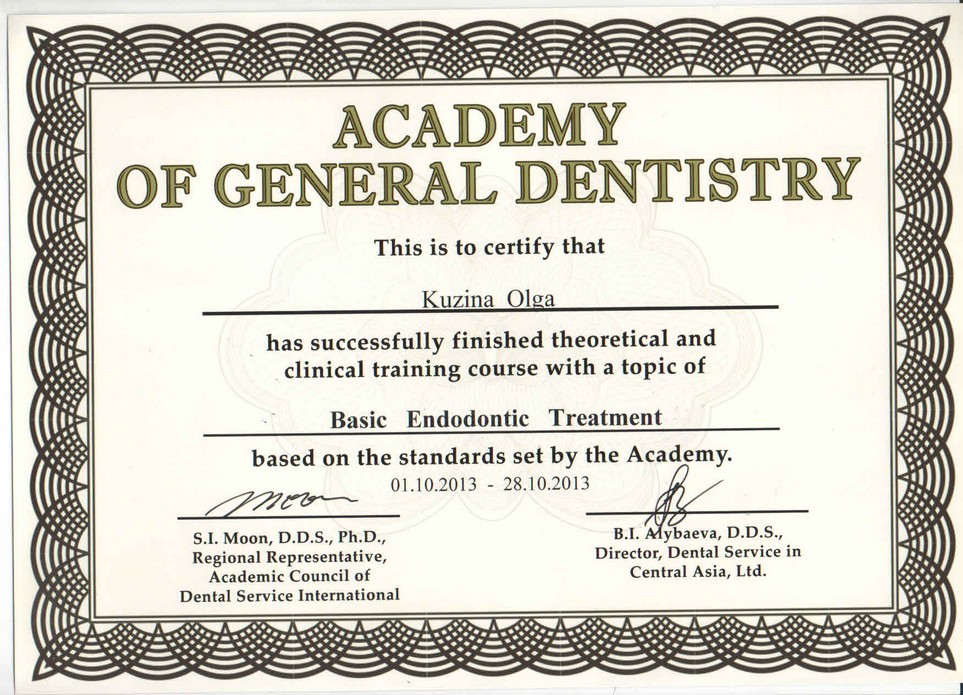 ACADEMY
OF GENERAL DENTISTRY
This is to certify that
Kuzina Olga
has successfully finished theoretical and
clinical training course with a topic of
Basic Endodontic Treatment
based on the standards set by the Academy.
01.10.2013 - 28.10.2013
Moon
S.I. Moon, D.D.S., Ph.D.,
Regional Representative,
Academic Council of
Dental Service International
B.I. Alybaeva, D.D.S.,
Director, Dental Service in
Central Asia, Ltd.